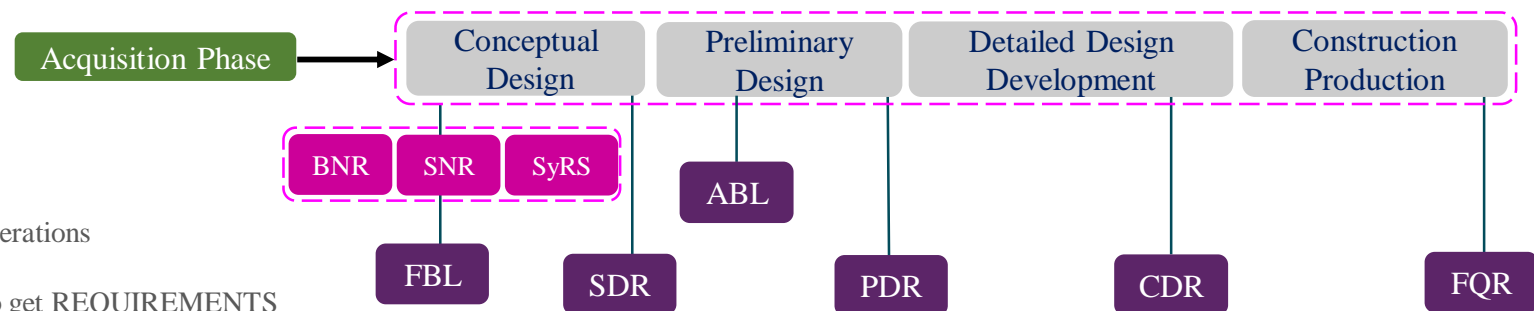 Acquisition Phase
Conceptual
Design
Preliminary
Design
Detailed Design
Development
Construction
Production
BNR
SNR
SyRS
ABL
FBL
SDR
PDR
CDR
FQR
get REQUIREMENTS